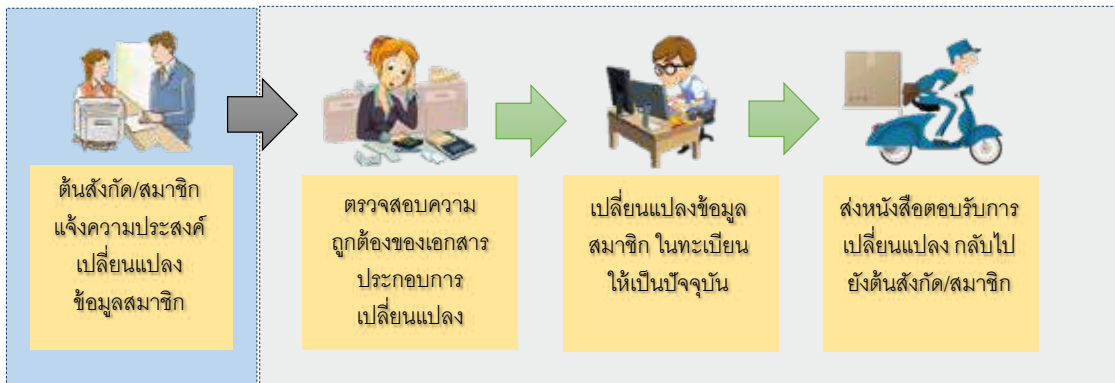 ต้นสังกัด/สมาชิก
แจ้งความประสงค์
เปลี่ยนแปลง
ข้อมูลสมาชิก
ตรวจสอบความ
ถูกต้องของเอกสาร
ประกอบการ
เปลี่ยนแปลง
เปลี่ยนแปลงข้อมูล
สมาชิก ในทะเบียน
ให้เป็นปัจจุบัน
ส่งหนังสือตอบรับการ
เปลี่ยนแปลง กลับไป
ยังต้นสังกัด/สมาชิก